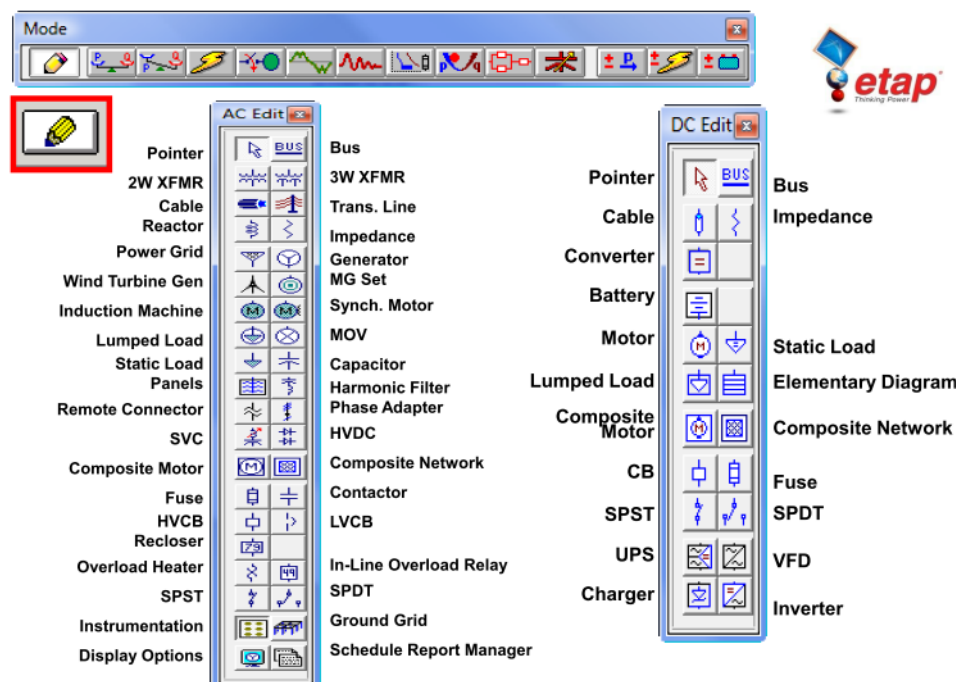 Mode
P Q
P Q
P q
± P
±
±
etap
Thinking Power
AC Edit
Pointer
BUS
Bus
2W XFMR
3W XFMR
Cable
Trans. Line
Reactor
Impedance
Power Grid
Generator
Wind Turbine Gen
MG Set
Induction Machine
M
M
Synch. Motor
Lumped Load
MOV
Static Load
Capacitor
Panels
Harmonic Filter
Remote Connector
Phase Adapter
SVC
HVDC
Composite Motor
M
Composite Network
Fuse
Contactor
HVCB
LVCB
Recloser
79
Overload Heater
49
In-Line Overload Relay
SPST
SPDT
Instrumentation
Ground Grid
Display Options
Schedule Report Manager
DC Edit
Pointer
BUS
Bus
Cable
Impedance
Converter
Battery
Motor
M
Static Load
Lumped Load
Elementary Diagram
Composite
Motor
M
Composite Network
CB
Fuse
SPST
SPDT
UPS
VFD
Charger
Inverter